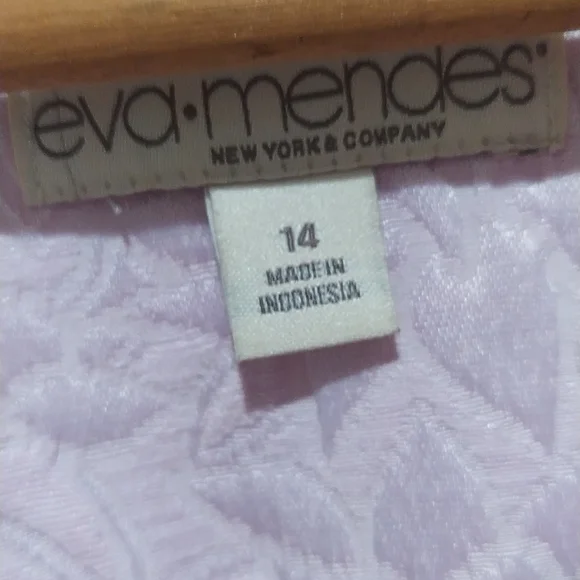 eva•mendes
NEW YORK & COMPANY
14
MADE IN
INDONESIA